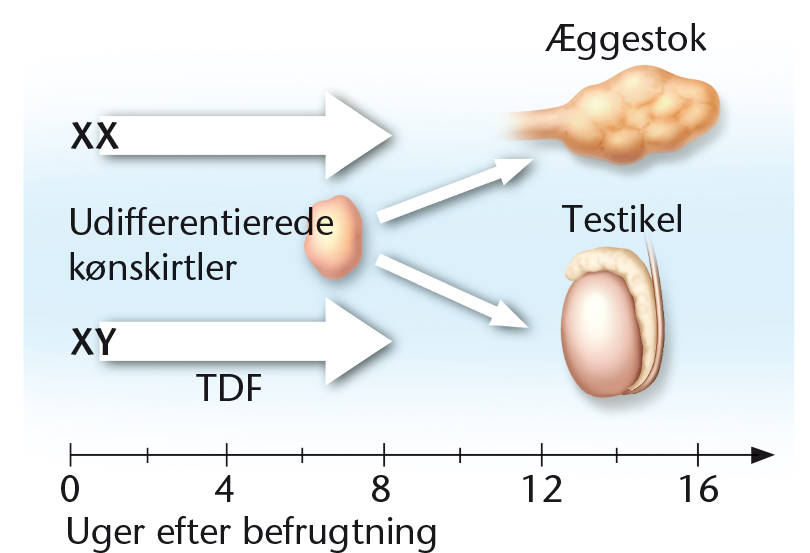 Æggestok
XX
Udifferentierede
kønskirtler
Testikel
XY
TDF
0 4 8 12 16
Uger efter befrugtning